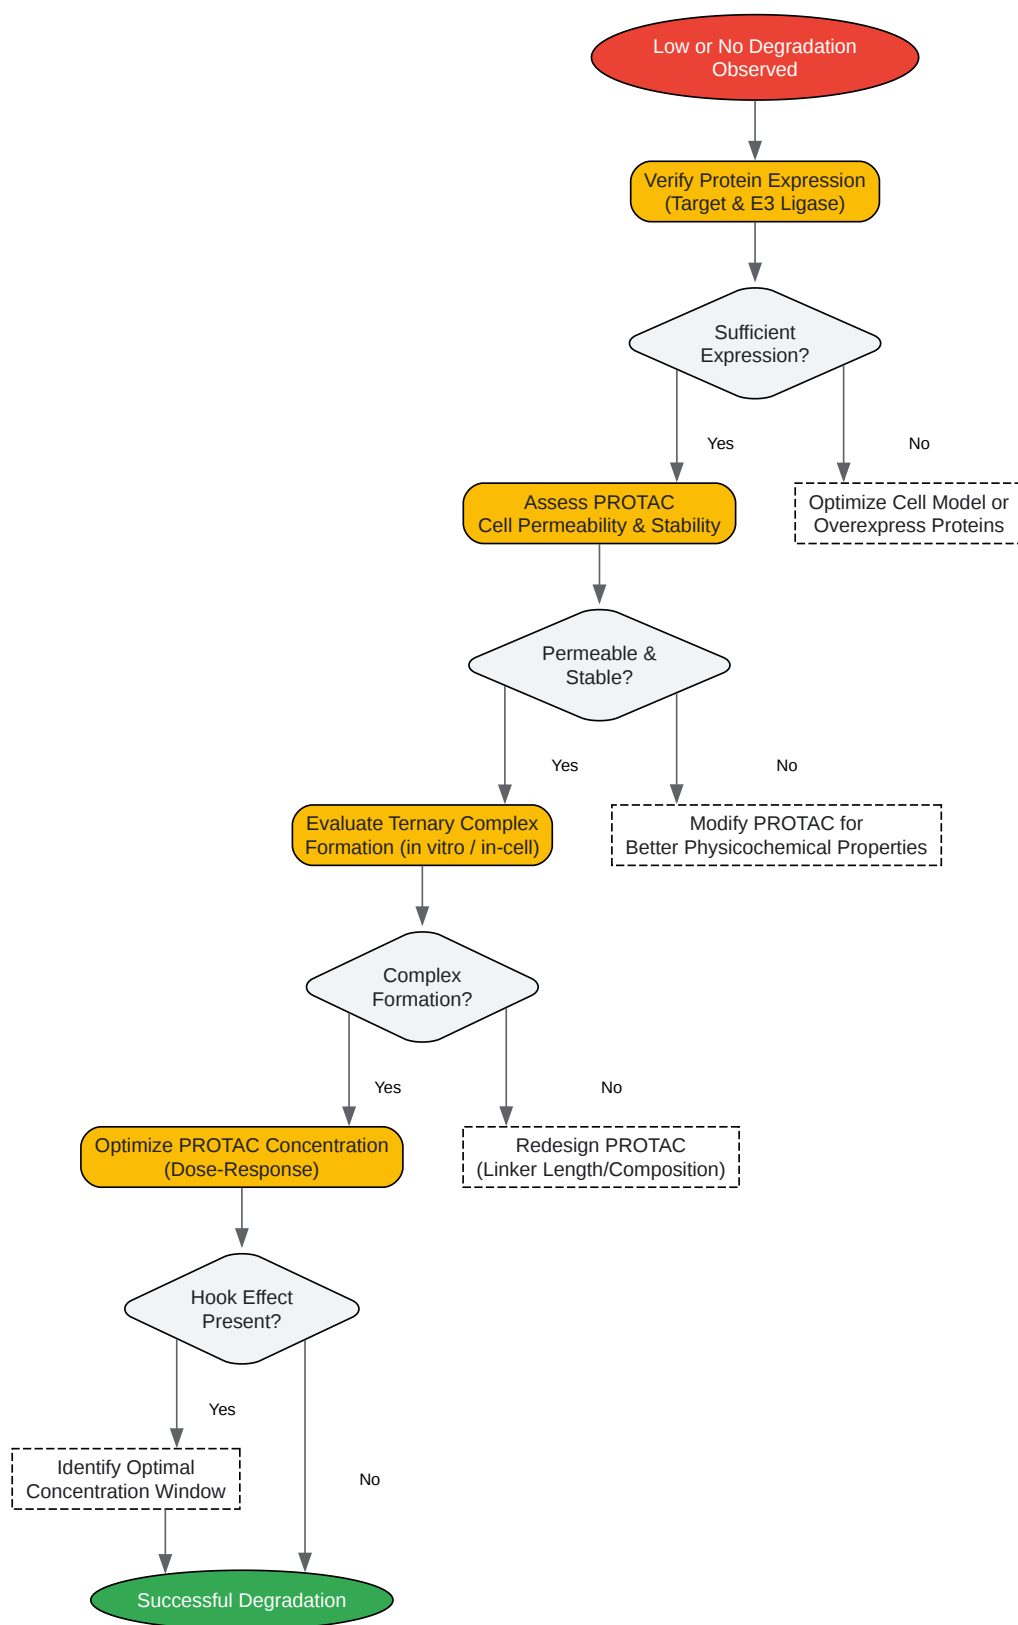 Low or No Degradation
Observed
Verify Protein Expression
(Target & E3 Ligase)
Sufficient
Expression?
Yes
No
Assess PROTAC
Cell Permeability & Stability
Optimize Cell Model or
Overexpress Proteins
Permeable &
Stable?
Yes
No
Evaluate Ternary Complex
Formation (in vitro / in-cell)
Modify PROTAC for
Better Physicochemical Properties
Complex
Formation?
Yes
No
Optimize PROTAC Concentration
(Dose-Response)
Redesign PROTAC
(Linker Length/Composition)
Hook Effect
Present?
Yes
Identify Optimal
Concentration Window
No
Successful Degradation